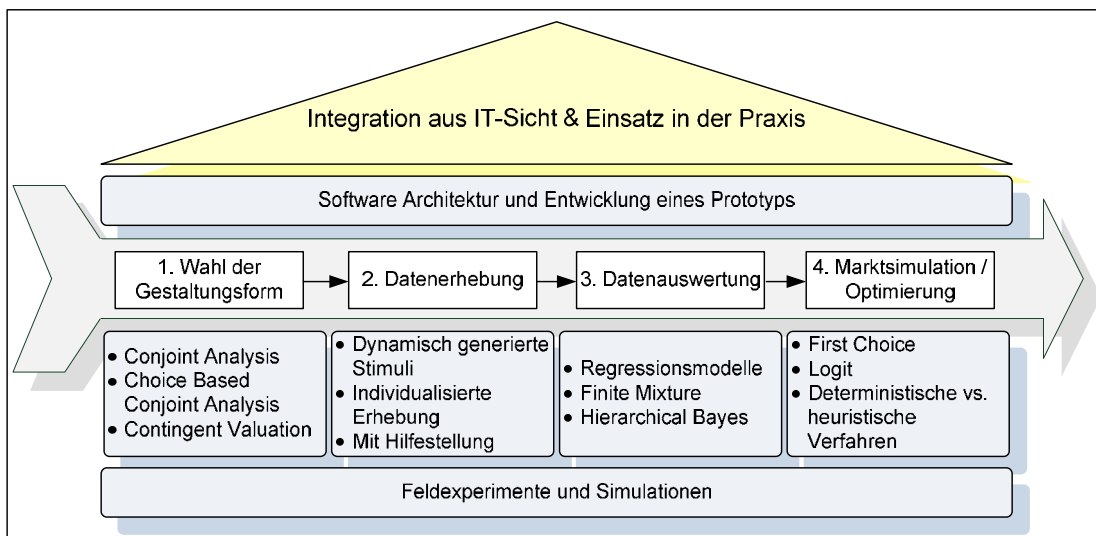 Integration aus IT-Sicht & Einsatz in der Praxis
Software Architektur und Entwicklung eines Prototyps
1. Wahl der
Gestaltungsform
2. Datenerhebung
3. Datenauswertung
4. Marktsimulation /
Optimierung
• Conjoint Analysis
• Choice Based
Conjoint Analysis
• Contingent Valuation
• Dynamisch generierte
Stimuli
• Individualisierte
Erhebung
• Mit Hilfestellung
• Regressionsmodelle
• Finite Mixture
• Hierarchical Bayes
• First Choice
• Logit
• Deterministische vs.
heuristische
Verfahren
Feldexperimente und Simulationen